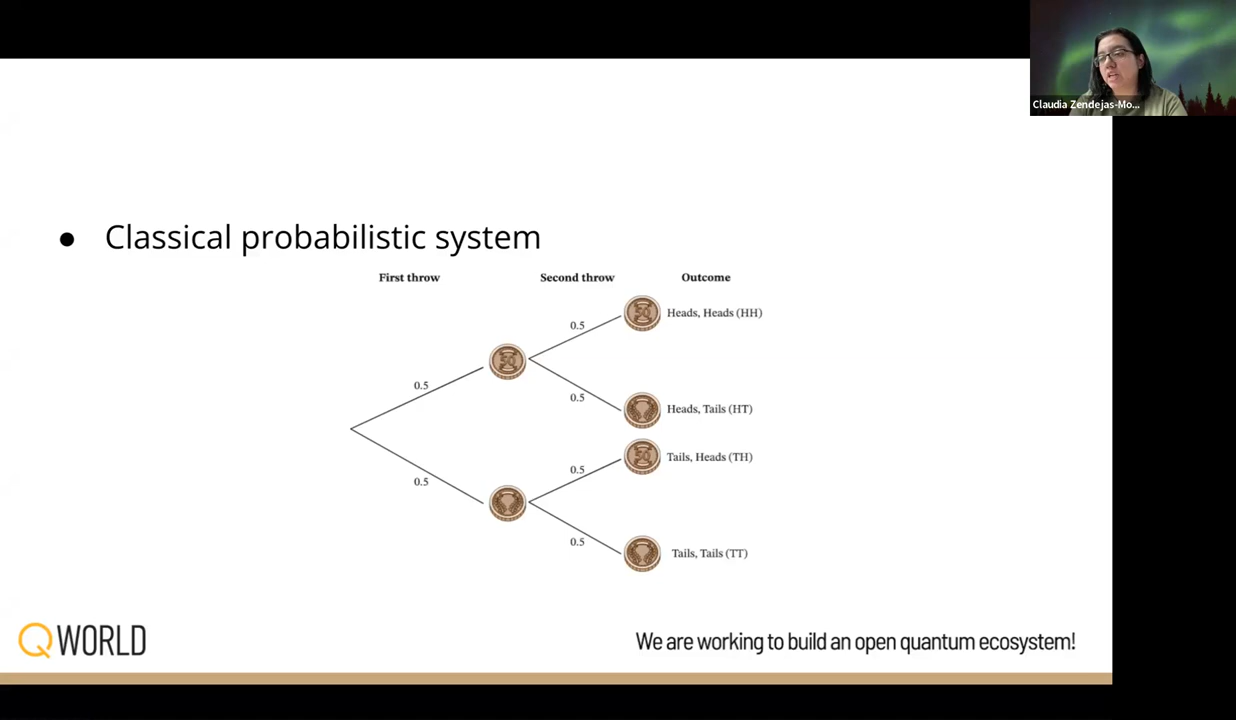 Claudia Zendejas-Mo...
● Classical probabilistic system
First throw Second throw Outcome
0.5 Heads, Heads (HH)
0.5
0.5 Heads, Tails (HT)
0.5 Tails, Heads (TH)
0.5
0.5 Tails, Tails (TT)
QWORLD
We are working to build an open quantum ecosystem!